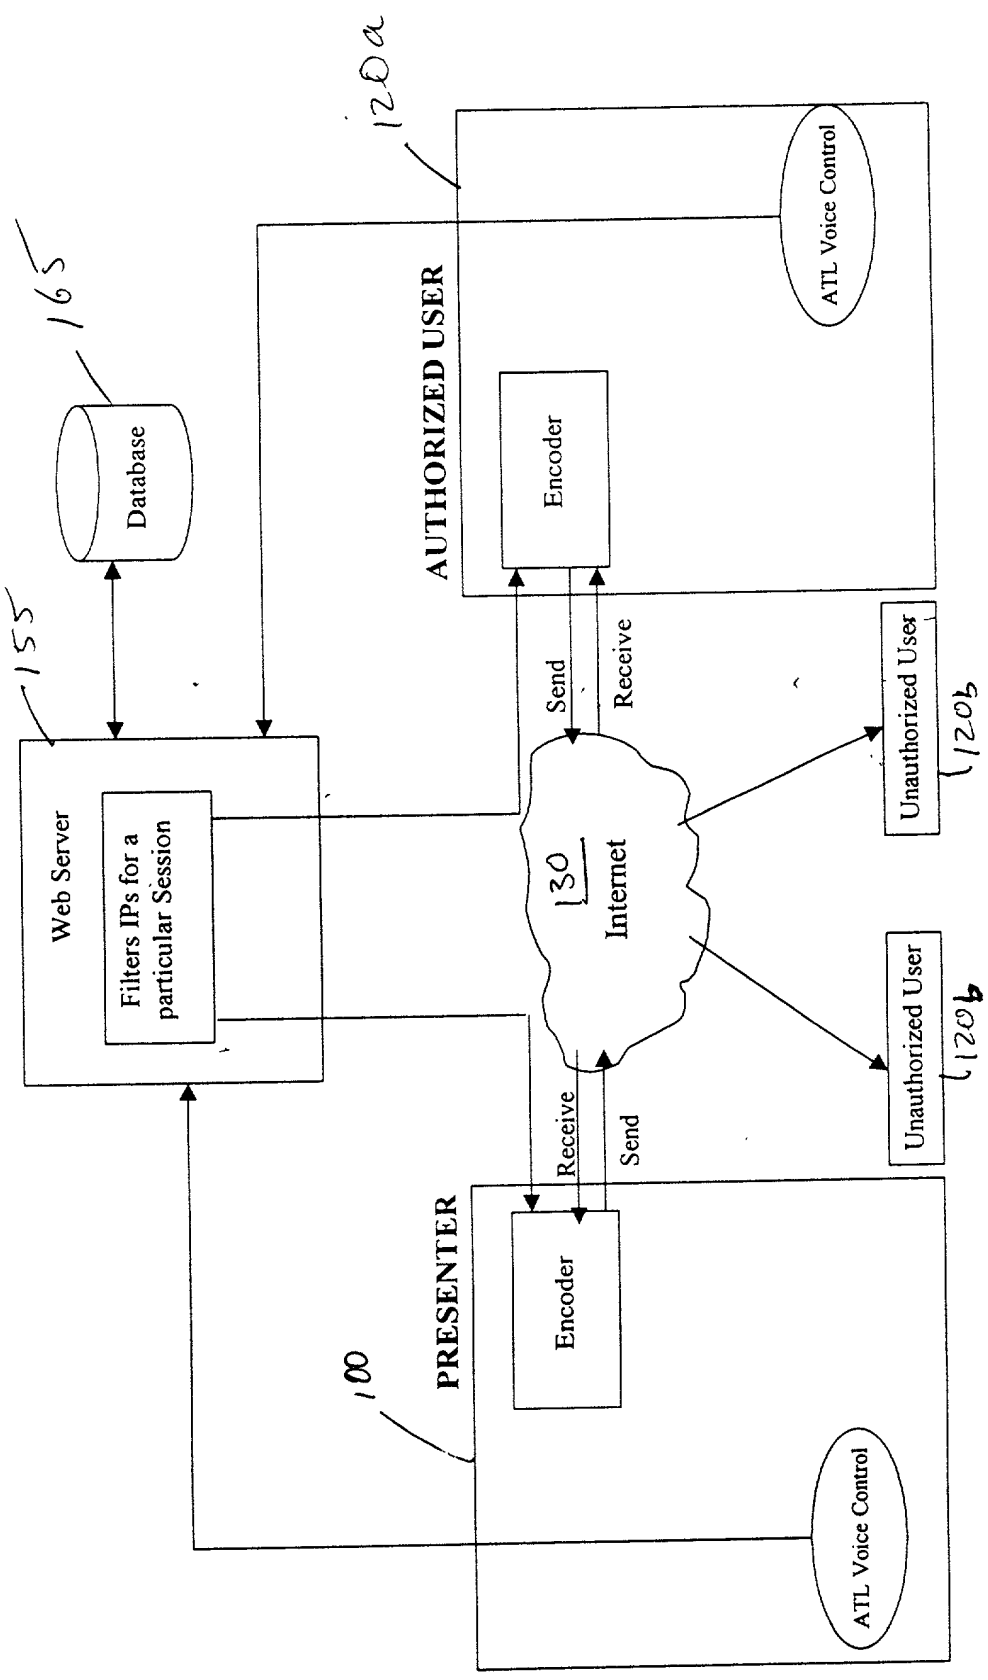 165
155
Database
Web Server
Filters IPs for a
particular Session
120a
100
PRESENTER
AUTHORIZED USER
Encoder
Encoder
Receive
Send
Send
Receive
130
Internet
ATL Voice Control
ATL Voice Control
Unauthorized User
Unauthorized User
120b
120b